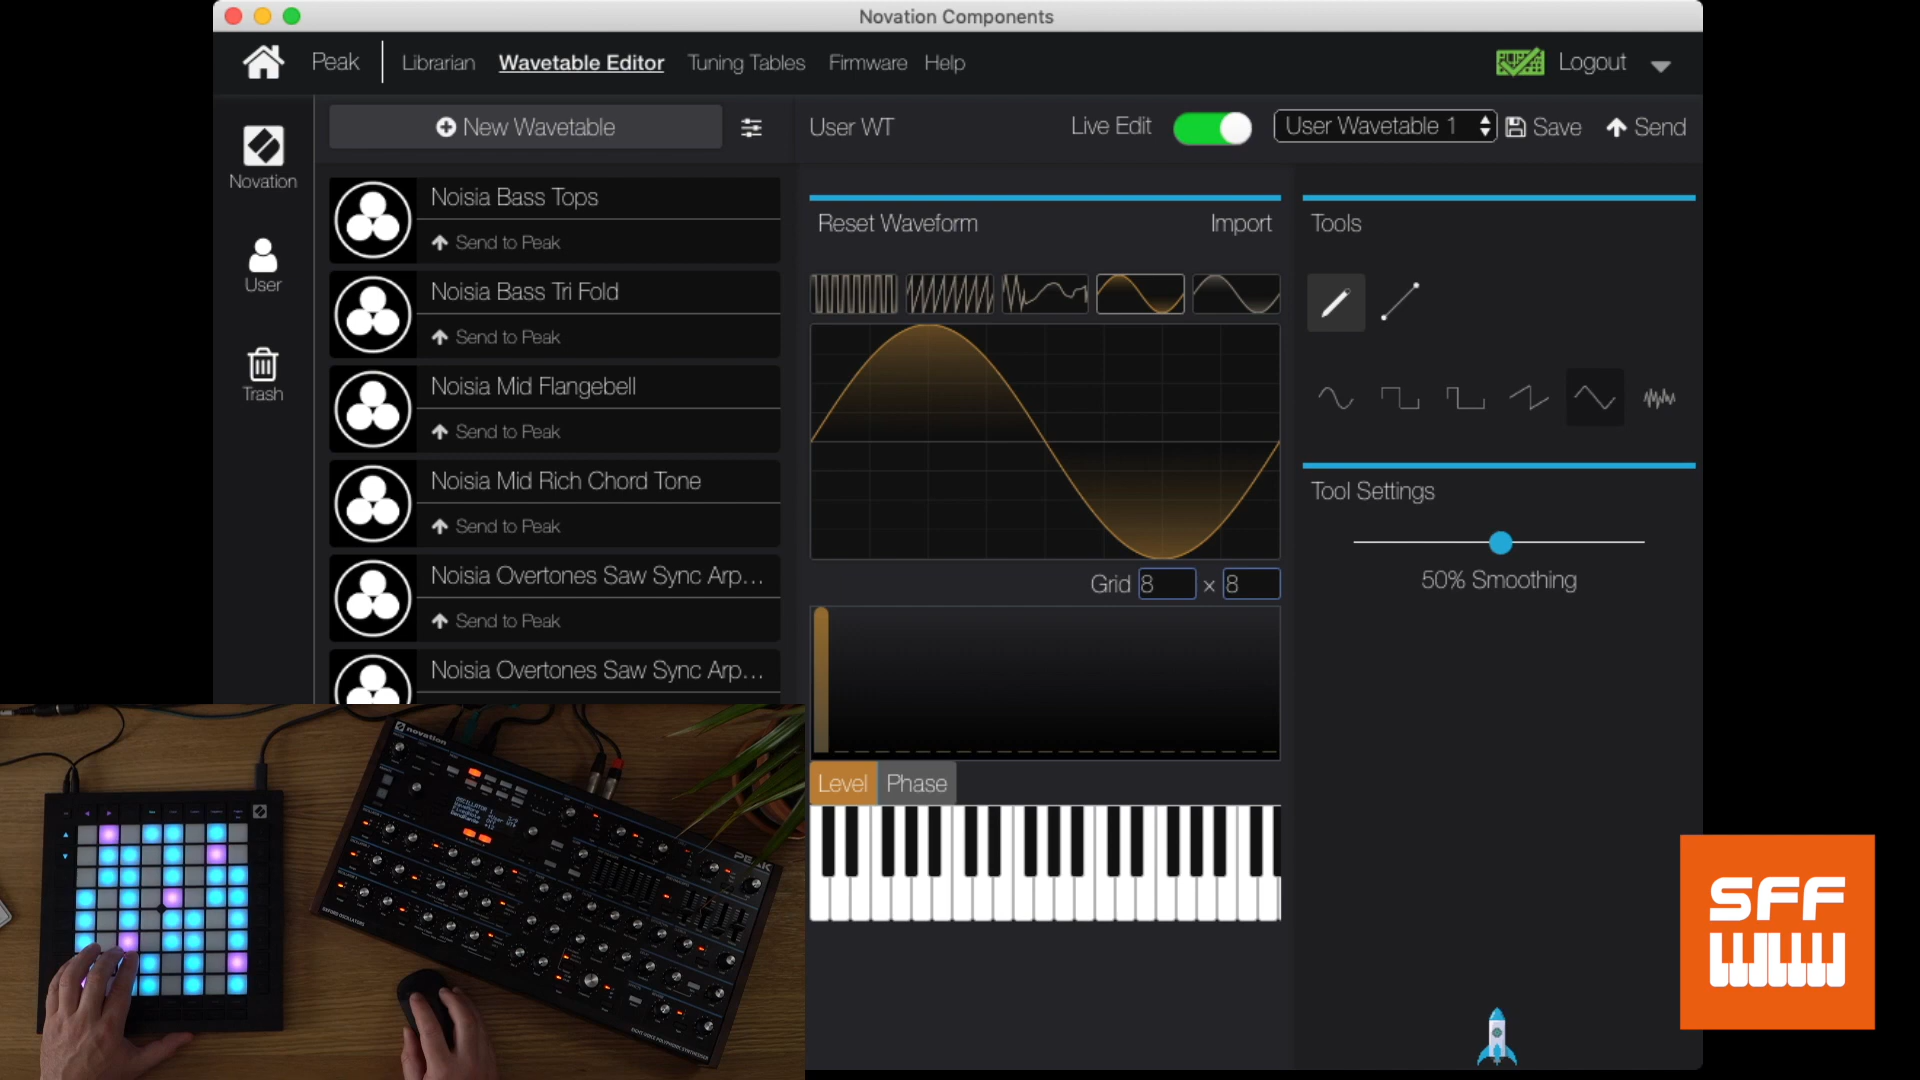 Novation Components
Peak
Librarian
Wavetable Editor
Tuning Tables
Firmware
Help
Logout
New Wavetable
User WT
Live Edit
User Wavetable 1
Save
Send
Novation
User
Trash
Noisia Bass Tops
Send to Peak
Noisia Bass Tri Fold
Send to Peak
Noisia Mid Flangebell
Send to Peak
Noisia Mid Rich Chord Tone
Send to Peak
Noisia Overtones Saw Sync Arp...
Send to Peak
Noisia Overtones Saw Sync Arp...
Reset Waveform
Import
Grid 8 x 8
Level
Phase
Tools
Tool Settings
50% Smoothing
novation
PEAK
SFF